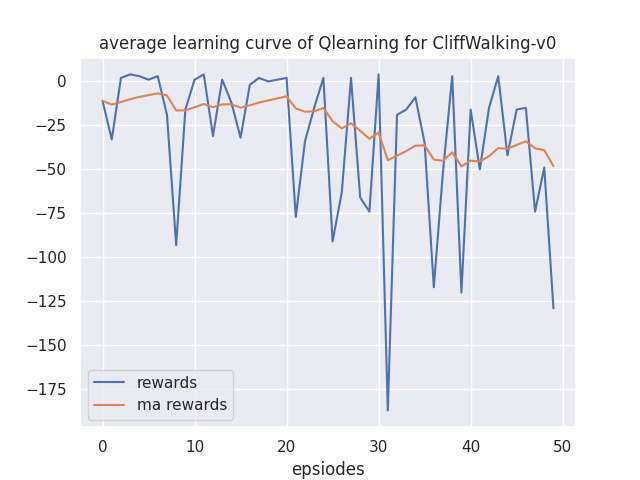 average learning curve of Qlearning for CliffWalking-v0
0
−25
−50
−75
−100
−125
−150
−175
rewards
ma rewards
0 10 20 30 40 50
epsiodes